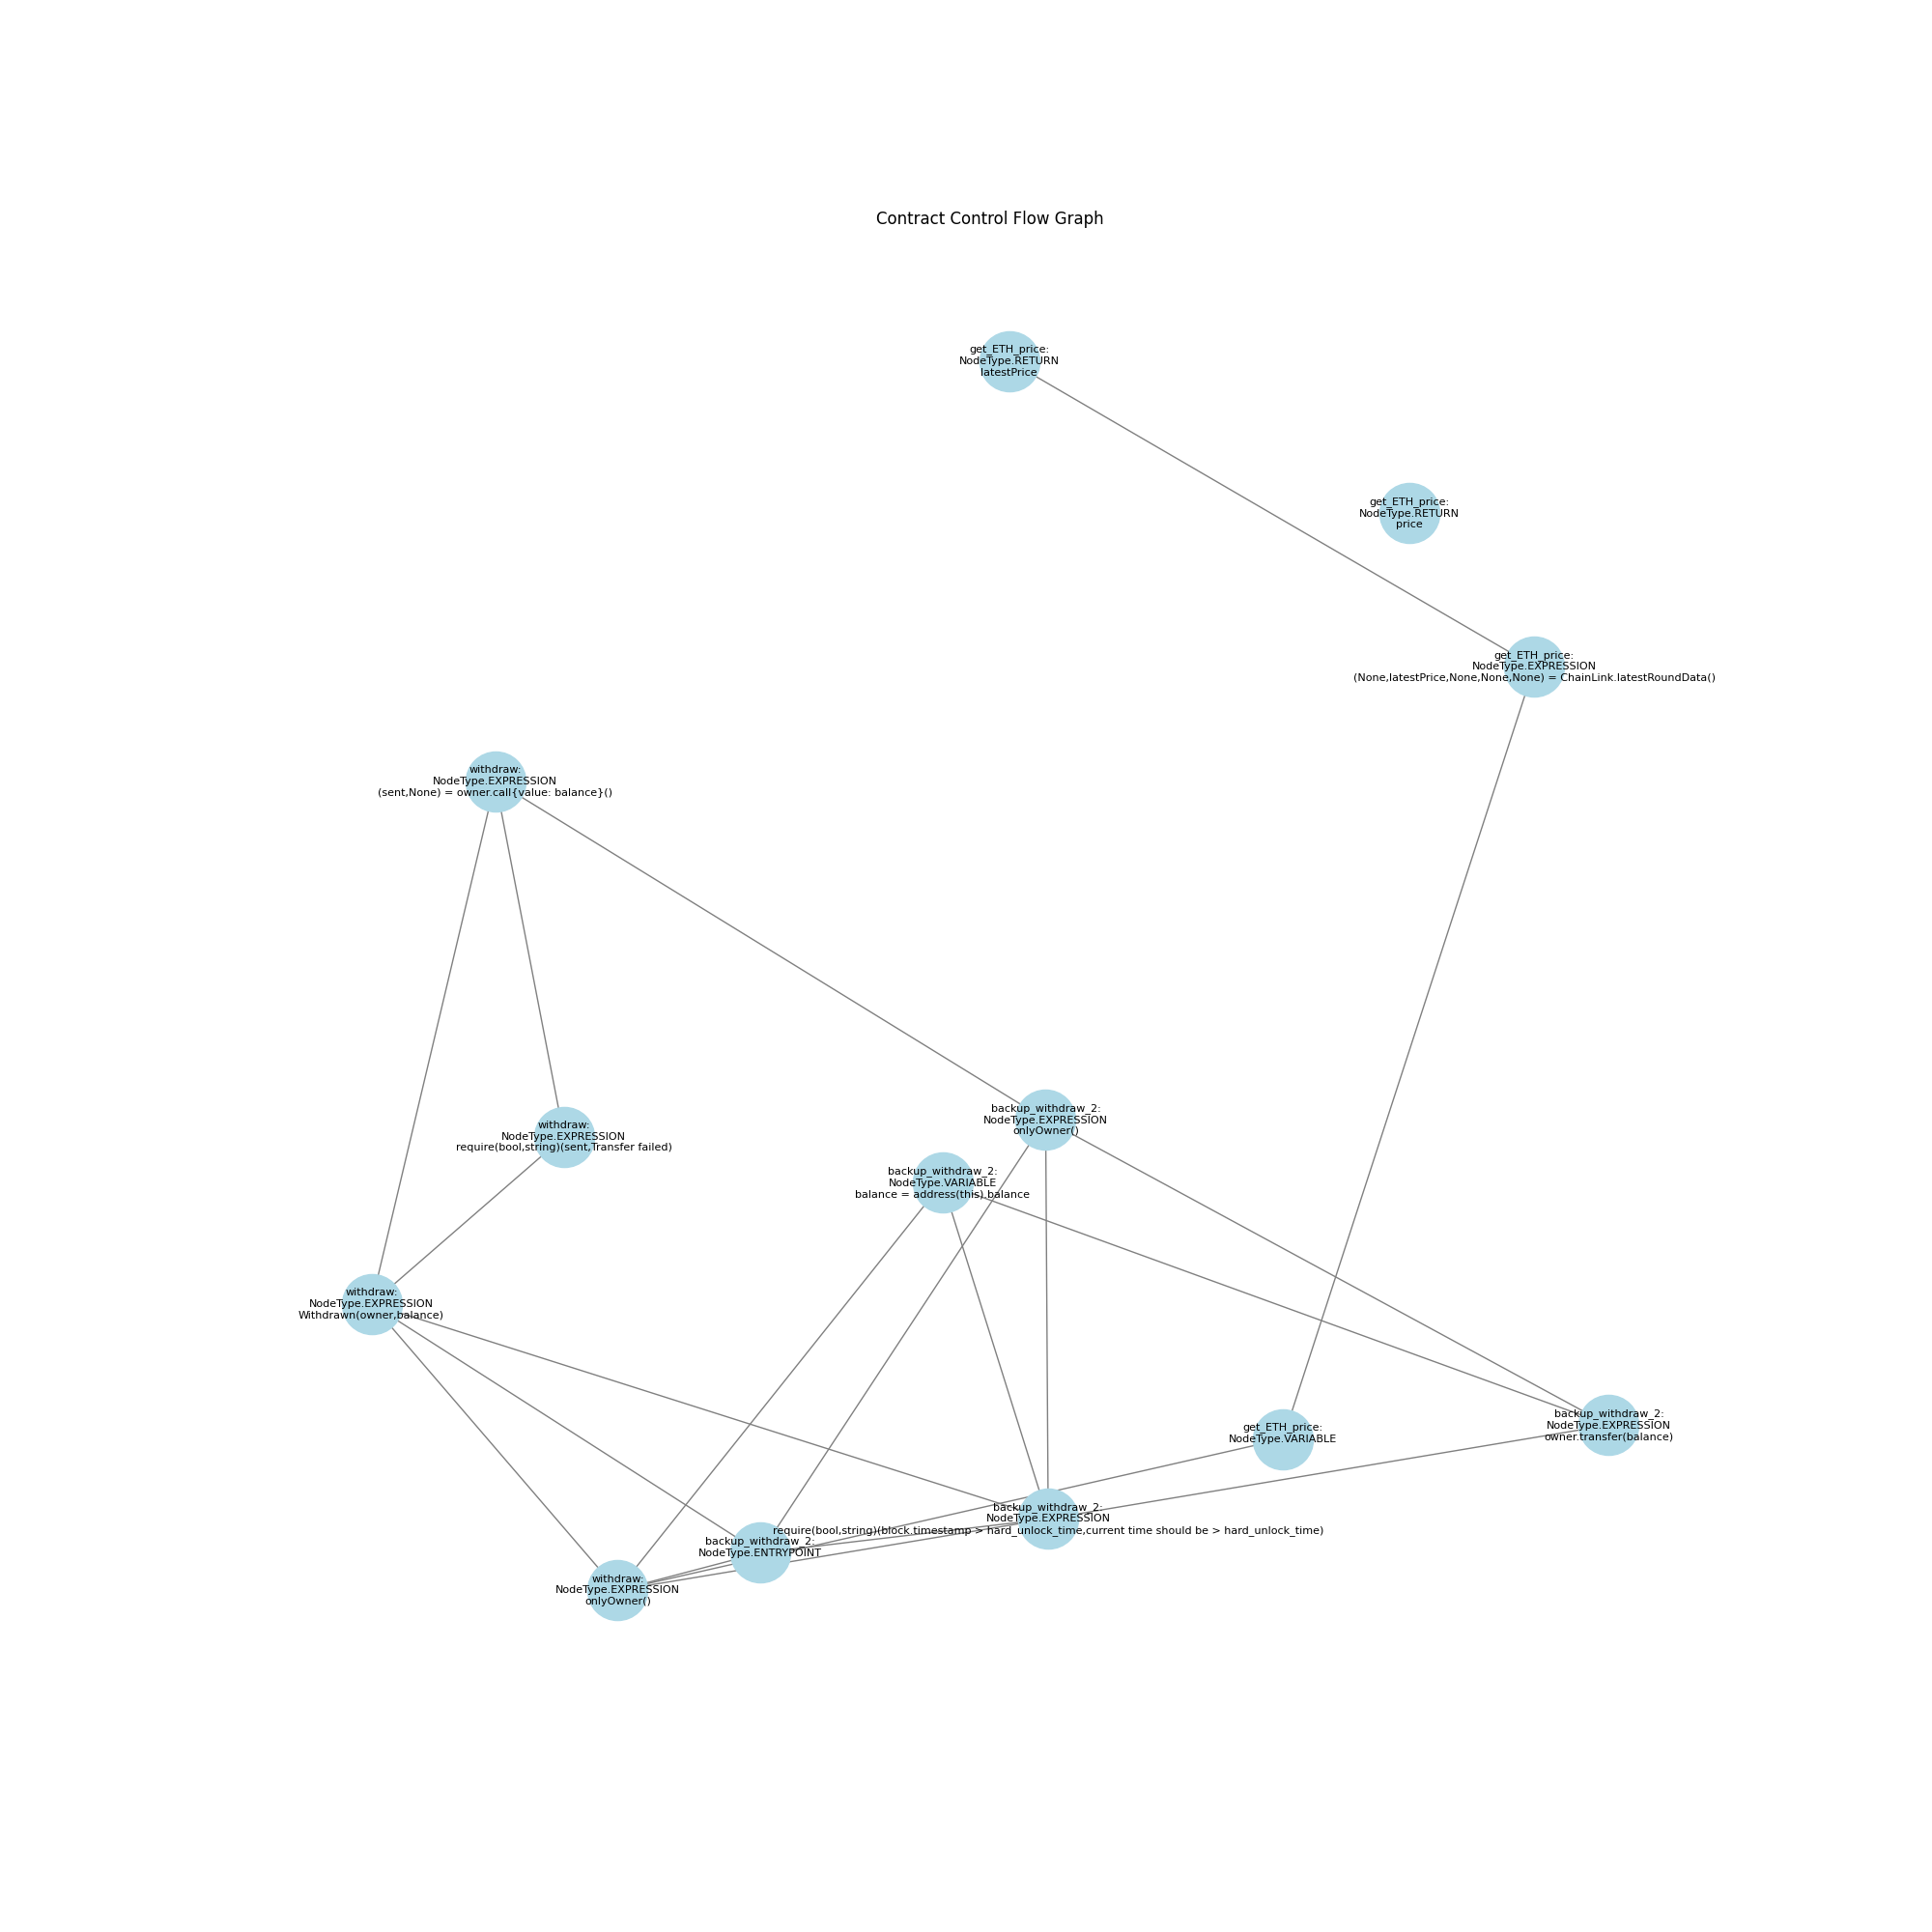 Contract Control Flow Graph
get_ETH_price:
NodeType.RETURN
latestPrice
get_ETH_price:
NodeType.RETURN
price
get_ETH_price:
NodeType.EXPRESSION
(None,latestPrice,None,None,None) = ChainLink.latestRoundData()
withdraw:
NodeType.EXPRESSION
(sent,None) = owner.call{value: balance}()
backup_withdraw_2:
NodeType.EXPRESSION
onlyOwner()
withdraw:
NodeType.EXPRESSION
require(bool,string)(sent,Transfer failed)
backup_withdraw_2:
NodeType.VARIABLE
balance = address(this).balance
withdraw:
NodeType.EXPRESSION
Withdrawn(owner,balance)
backup_withdraw_2:
NodeType.EXPRESSION
owner.transfer(balance)
get_ETH_price:
NodeType.VARIABLE
backup_withdraw_2:
NodeType.EXPRESSION
require(bool,string)(block.timestamp > hard_unlock_time,current time should be > hard_unlock_time)
backup_withdraw_2:
NodeType.ENTRYPOINT
withdraw:
NodeType.EXPRESSION
onlyOwner()